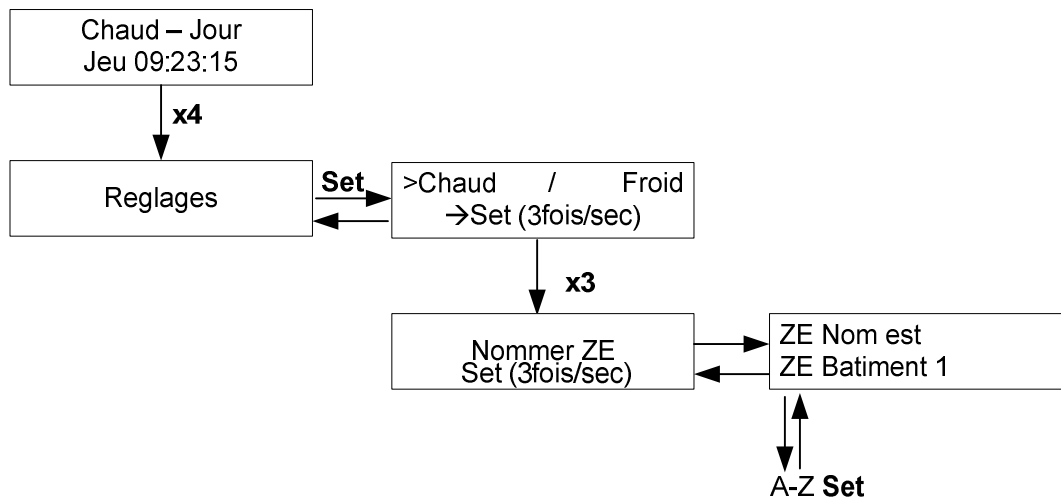 Chaud – Jour
Jeu 09:23:15
x4
Reglages
Set
>Chaud / Froid
→Set (3fois/sec)
x3
Nommer ZE
Set (3fois/sec)
ZE Nom est
ZE Batiment 1
A-Z Set